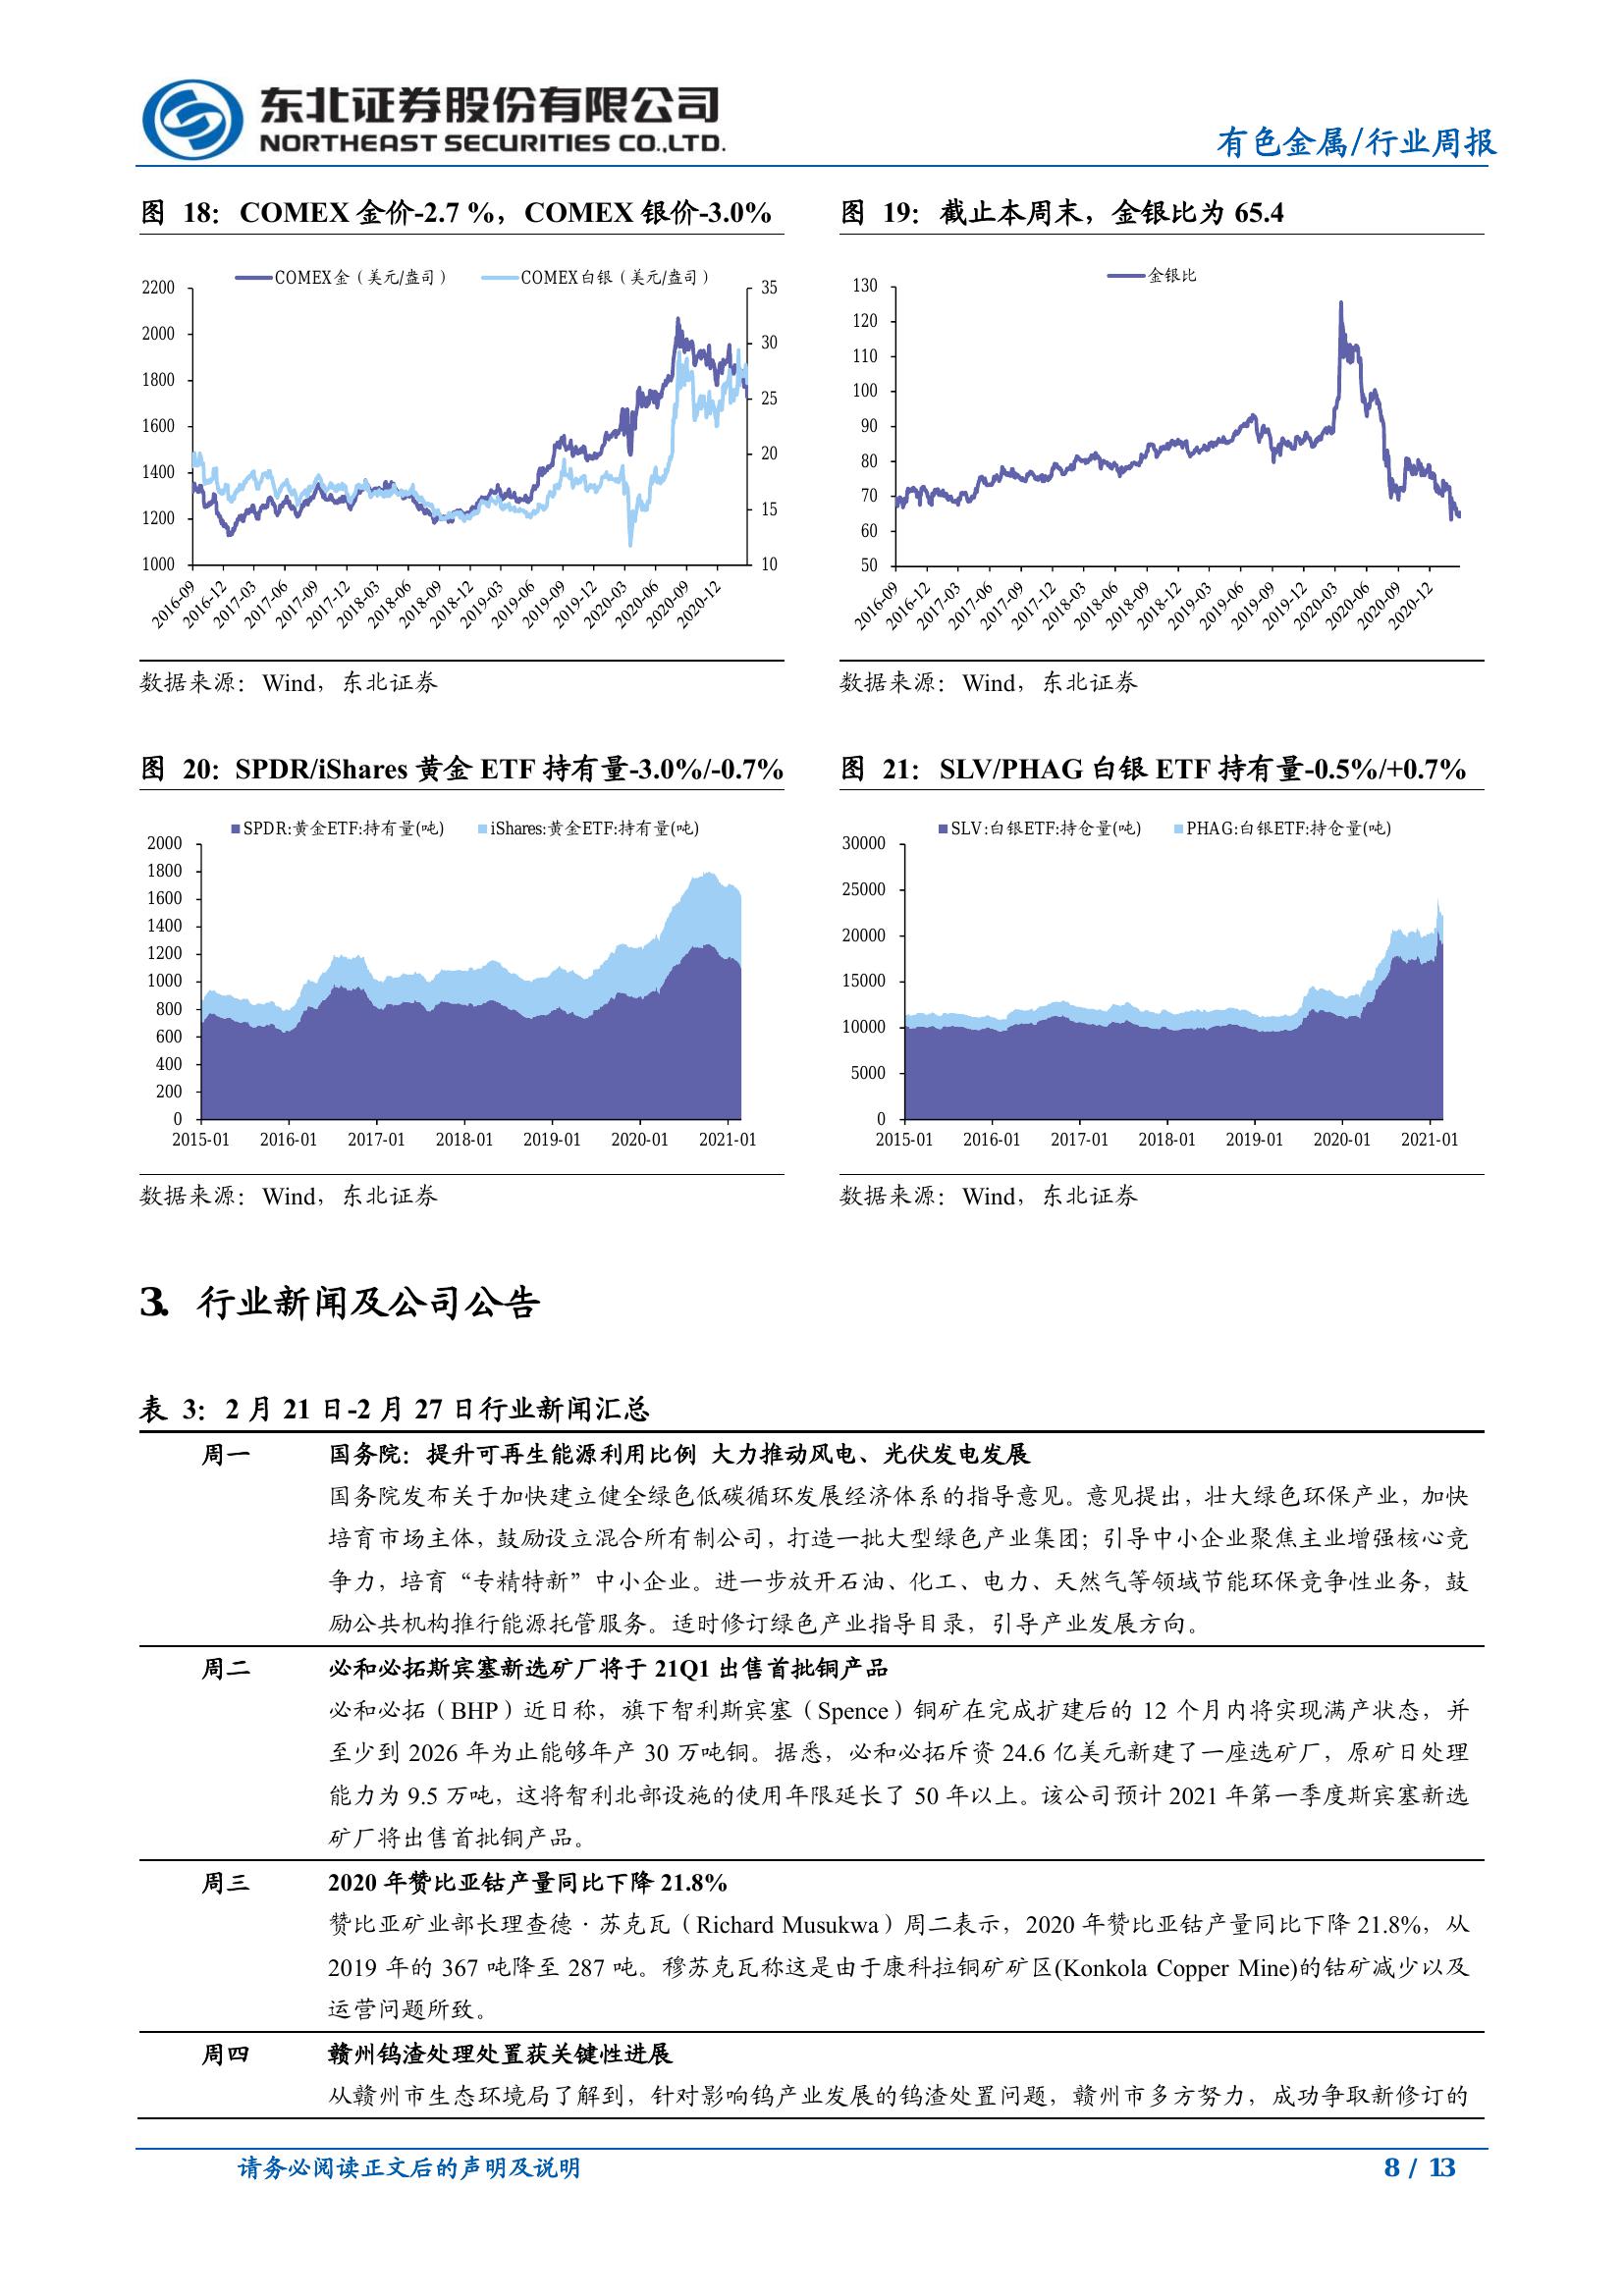 东北证券股份有限公司
NORTHEAST SECURITIES CO.,LTD.
有色金属/行业周报
图 18：COMEX 金价-2.7 %，COMEX 银价-3.0%
COMEX金（美元/盎司） COMEX白银（美元/盎司）
2200
2000
1800
1600
1400
1200
1000
35
30
25
20
15
10
2016-09 2016-12 2017-03 2017-06 2017-09 2017-12 2018-03 2018-06 2018-09 2018-12 2019-03 2019-06 2019-09 2019-12 2020-03 2020-06 2020-09 2020-12
数据来源：Wind，东北证券
图 19：截止本周末，金银比为 65.4
金银比
130
120
110
100
90
80
70
60
50
2016-09 2016-12 2017-03 2017-06 2017-09 2017-12 2018-03 2018-06 2018-09 2018-12 2019-03 2019-06 2019-09 2019-12 2020-03 2020-06 2020-09 2020-12
数据来源：Wind，东北证券
图 20：SPDR/iShares 黄金 ETF 持有量-3.0%/-0.7%
SPDR:黄金ETF:持有量(吨) iShares:黄金ETF:持有量(吨)
2000
1800
1600
1400
1200
1000
800
600
400
200
0
2015-01 2016-01 2017-01 2018-01 2019-01 2020-01 2021-01
数据来源：Wind，东北证券
图 21：SLV/PHAG 白银 ETF 持有量-0.5%/+0.7%
SLV:白银ETF:持仓量(吨) PHAG:白银ETF:持仓量(吨)
30000
25000
20000
15000
10000
5000
0
2015-01 2016-01 2017-01 2018-01 2019-01 2020-01 2021-01
数据来源：Wind，东北证券
3. 行业新闻及公司公告
表 3：2 月 21 日-2 月 27 日行业新闻汇总
周一 国务院：提升可再生能源利用比例 大力推动风电、光伏发电发展
国务院发布关于加快建立健全绿色低碳循环发展经济体系的指导意见。意见提出，壮大绿色环保产业，加快
培育市场主体，鼓励设立混合所有制公司，打造一批大型绿色产业集团；引导中小企业聚焦主业增强核心竞
争力，培育“专精特新”中小企业。进一步放开石油、化工、电力、天然气等领域节能环保竞争性业务，鼓
励公共机构推行能源托管服务。适时修订绿色产业指导目录，引导产业发展方向。
周二 必和必拓斯宾塞新选矿厂将于 21Q1 出售首批铜产品
必和必拓（BHP）近日称，旗下智利斯宾塞（Spence）铜矿在完成扩建后的 12 个月内将实现满产状态，并
至少到 2026 年为止能够年产 30 万吨铜。据悉，必和必拓斥资 24.6 亿美元新建了一座选矿厂，原矿日处理
能力为 9.5 万吨，这将智利北部设施的使用年限延长了 50 年以上。该公司预计 2021 年第一季度斯宾塞新选
矿厂将出售首批铜产品。
周三 2020 年赞比亚钴产量同比下降 21.8%
赞比亚矿业部长理查德·苏克瓦（Richard Musukwa）周二表示，2020 年赞比亚钴产量同比下降 21.8%，从
2019 年的 367 吨降至 287 吨。穆苏克瓦称这是由于康科拉铜矿矿区(Konkola Copper Mine)的钴矿减少以及
运营问题所致。
周四 赣州钨渣处理处置获关键性进展
从赣州市生态环境局了解到，针对影响钨产业发展的钨渣处置问题，赣州市多方努力，成功争取新修订的
请务必阅读正文后的声明及说明
8 / 13